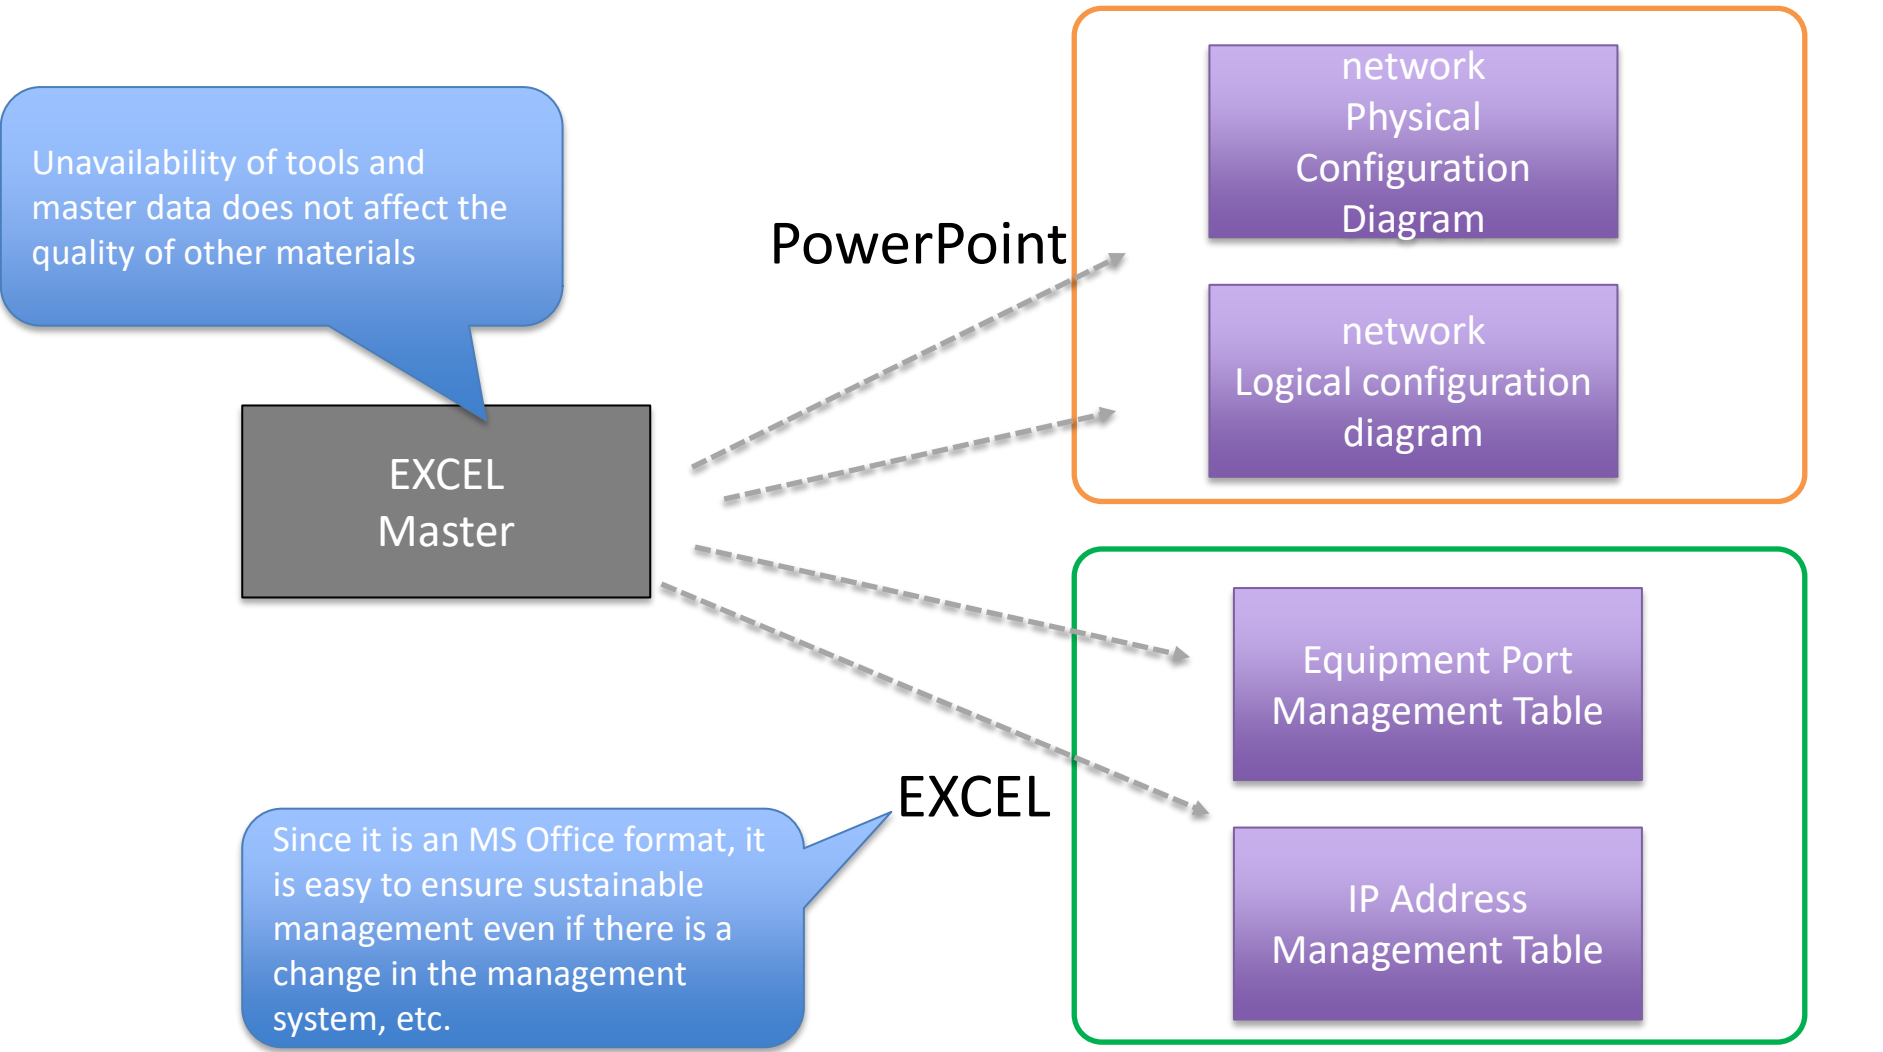 Unavailability of tools and
master data does not affect the
quality of other materials
EXCEL
Master
PowerPoint
network
Physical
Configuration
Diagram
network
Logical configuration
diagram
EXCEL
Equipment Port
Management Table
IP Address
Management Table
Since it is an MS Office format, it
is easy to ensure sustainable
management even if there is a
change in the management
system, etc.